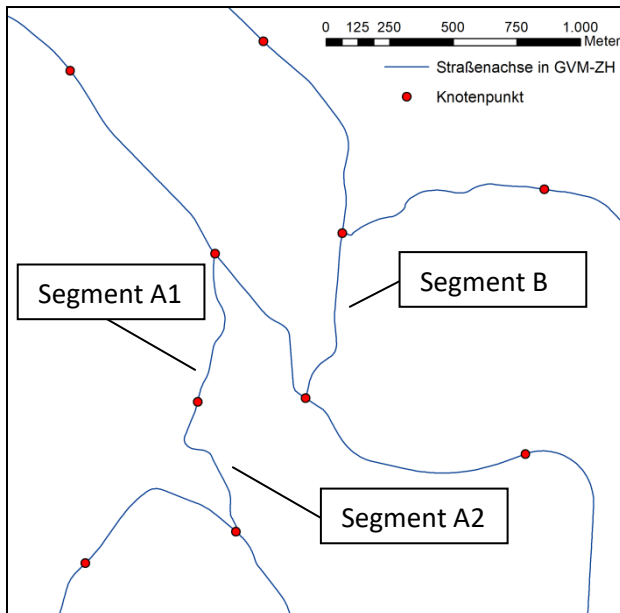 0 125 250 500 750 1.000
Meter
Straßenachse in GVM-ZH
Knotenpunkt
Segment A1
Segment B
Segment A2